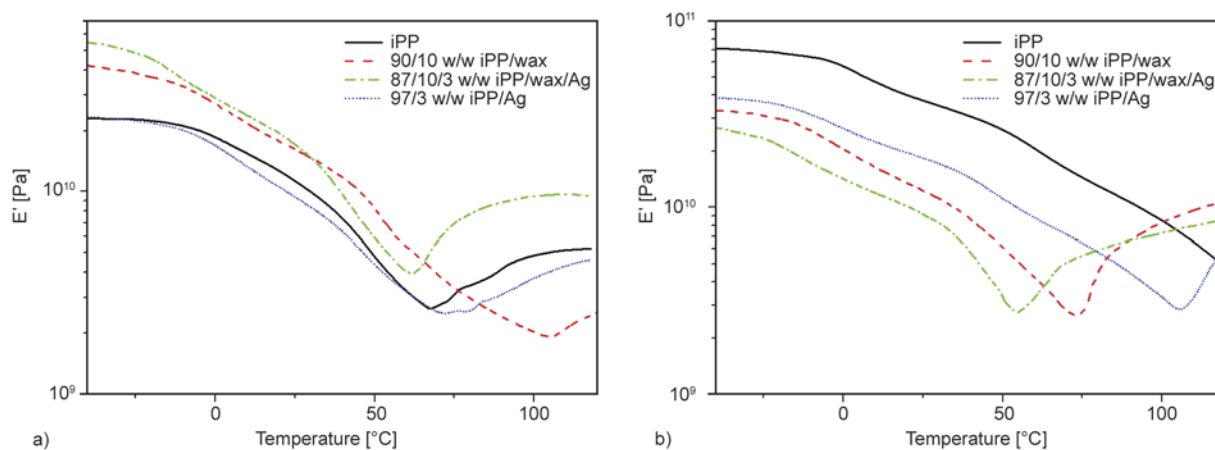 iPP
90/10 w/w iPP/wax
87/10/3 w/w iPP/wax/Ag
97/3 w/w iPP/Ag
10¹⁰
10⁹
E' [Pa]
0
50
100
Temperature [°C]
a)
10¹¹
iPP
90/10 w/w iPP/wax
87/10/3 w/w iPP/wax/Ag
97/3 w/w iPP/Ag
10¹⁰
10⁹
E' [Pa]
0
50
100
Temperature [°C]
b)